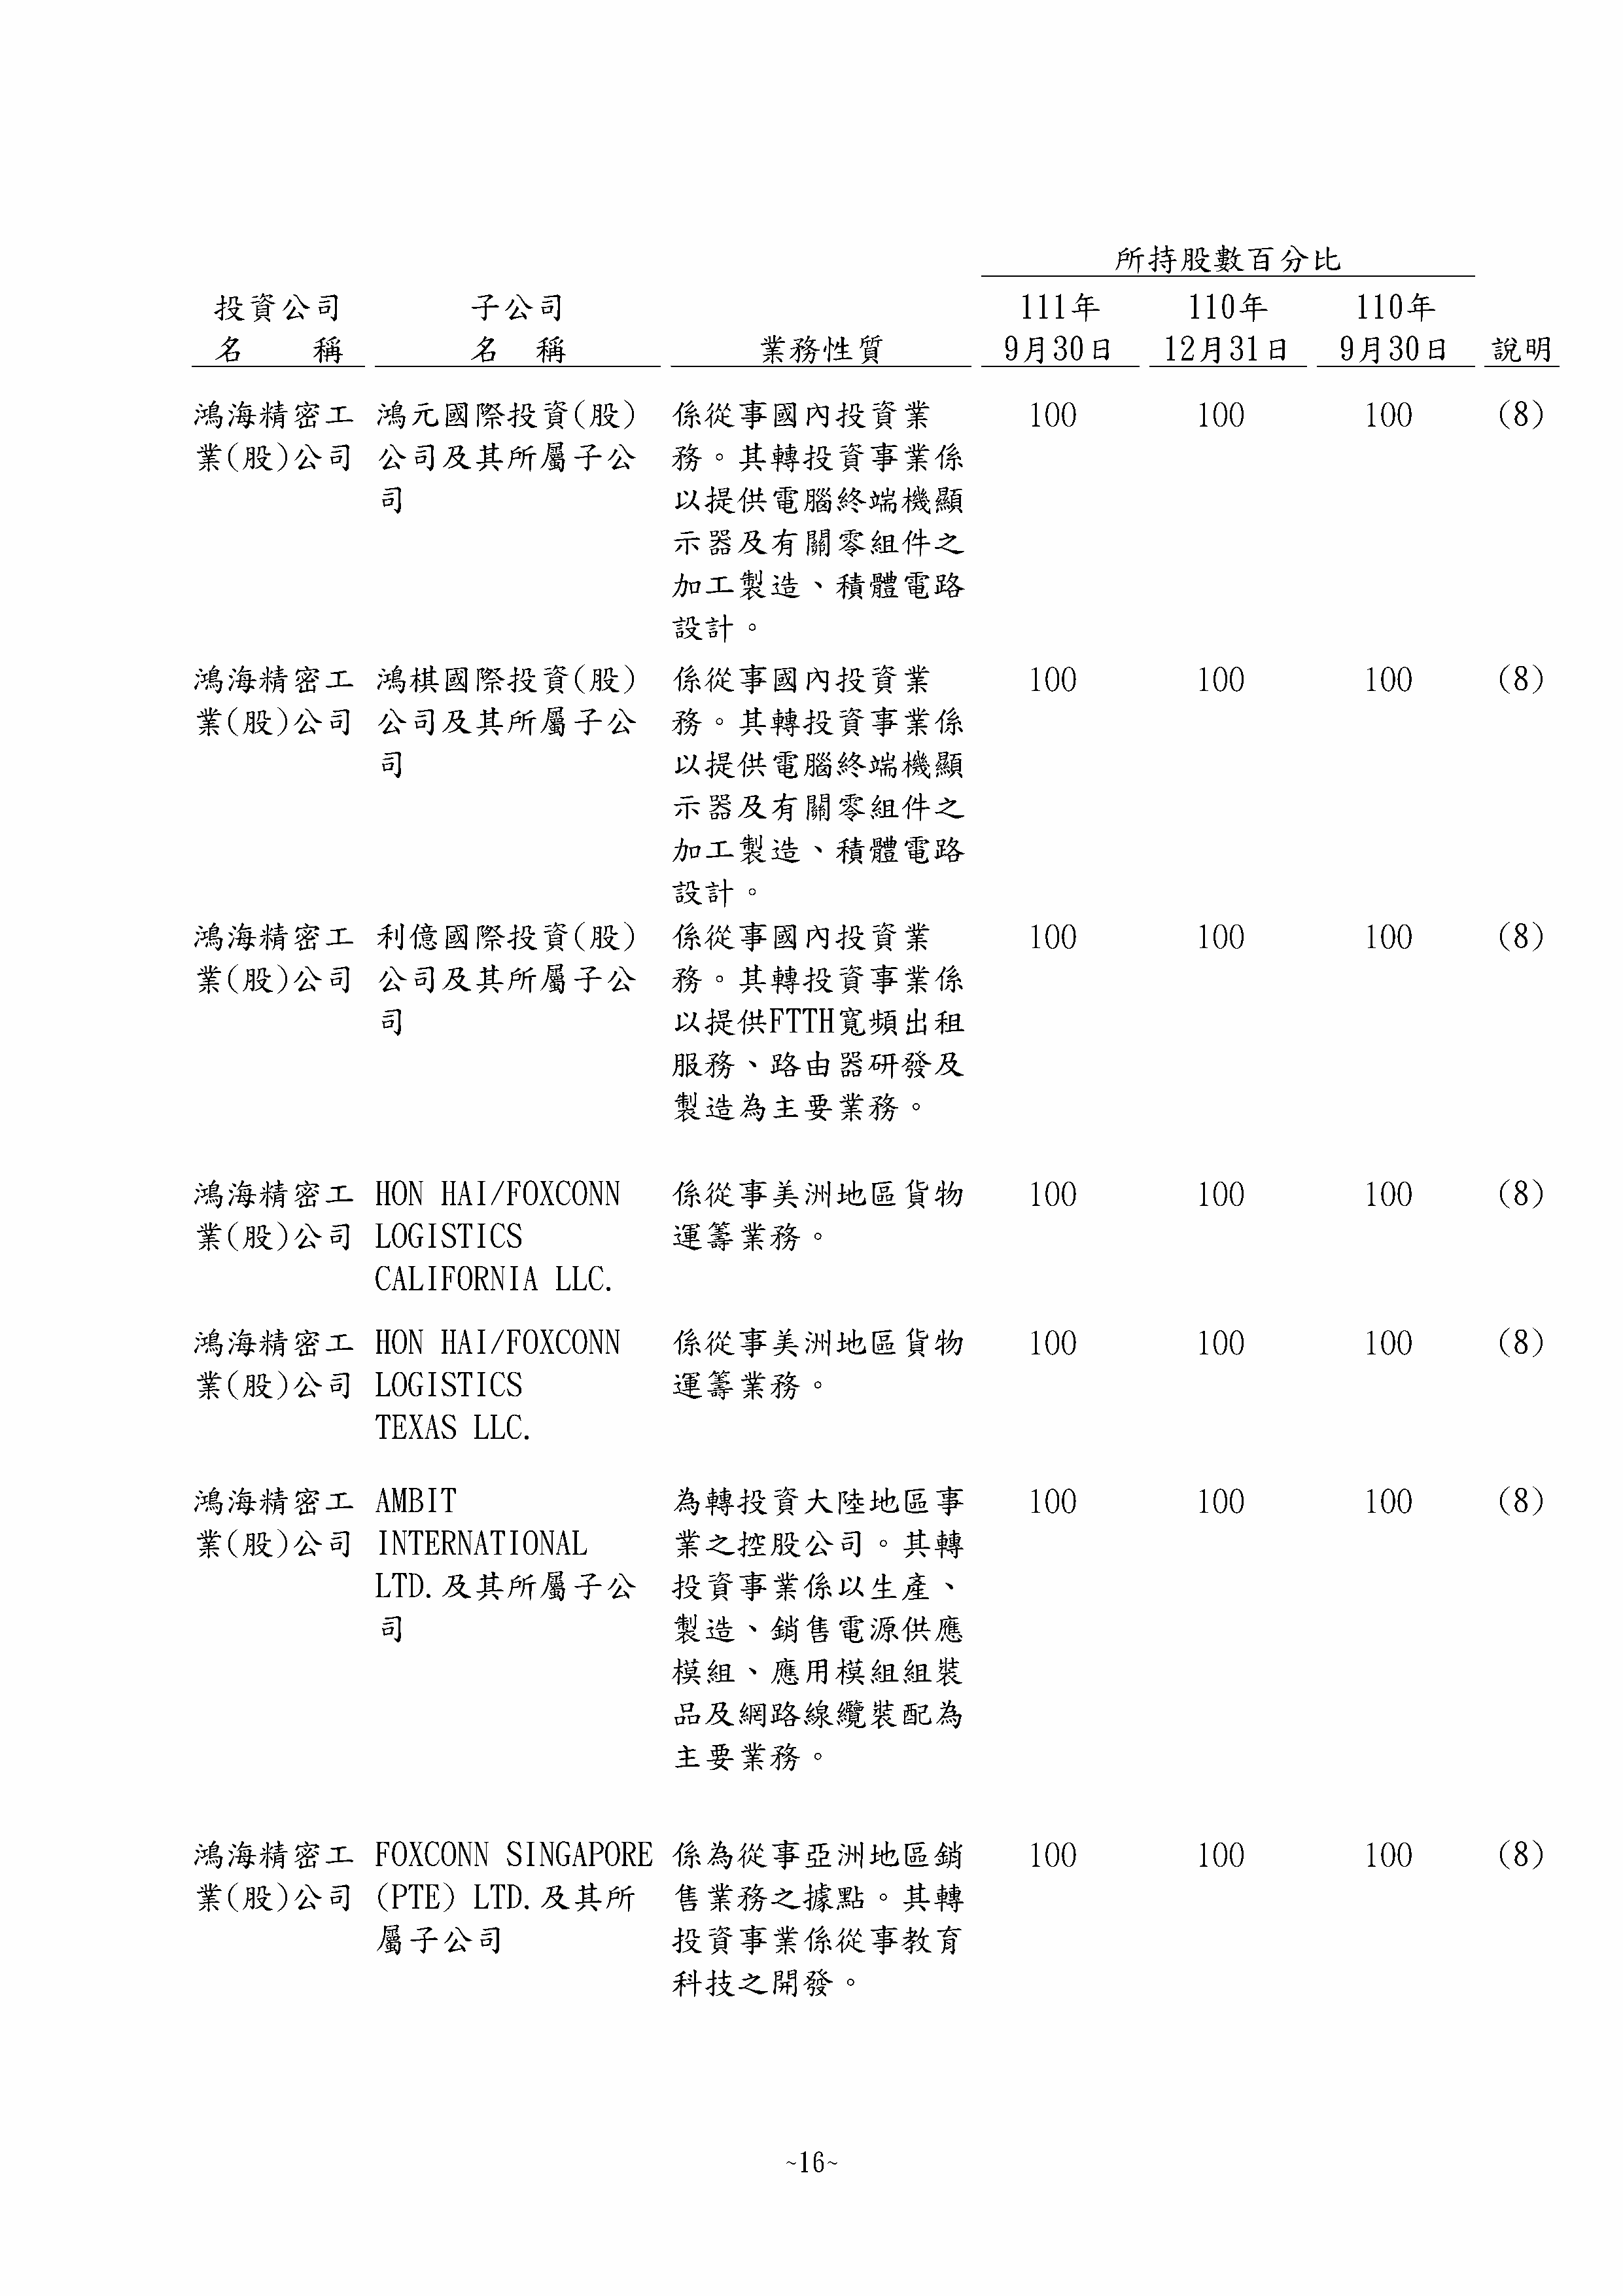 所持股數百分比
投資公司 子公司 111年 110年 110年
名 稱 名 稱 業務性質 9月30日 12月31日 9月30日 說明
鴻海精密工 鴻元國際投資(股) 係從事國內投資業 100 100 100 (8)
業(股)公司 公司及其所屬子公 務。其轉投資事業係
司 以提供電腦終端機顯
示器及有關零組件之
加工製造、積體電路
設計。
鴻海精密工 鴻棋國際投資(股) 係從事國內投資業 100 100 100 (8)
業(股)公司 公司及其所屬子公 務。其轉投資事業係
司 以提供電腦終端機顯
示器及有關零組件之
加工製造、積體電路
設計。
鴻海精密工 利億國際投資(股) 係從事國內投資業 100 100 100 (8)
業(股)公司 公司及其所屬子公 務。其轉投資事業係
司 以提供FTTH寬頻出租
服務、路由器研發及
製造為主要業務。
鴻海精密工 HON HAI/FOXCONN 係從事美洲地區貨物 100 100 100 (8)
業(股)公司 LOGISTICS 運籌業務。
CALIFORNIA LLC.
鴻海精密工 HON HAI/FOXCONN 係從事美洲地區貨物 100 100 100 (8)
業(股)公司 LOGISTICS 運籌業務。
TEXAS LLC.
鴻海精密工 AMBIT 為轉投資大陸地區事 100 100 100 (8)
業(股)公司 INTERNATIONAL 業之控股公司。其轉
LTD.及其所屬子公 投資事業係以生產、
司 製造、銷售電源供應
模組、應用模組組裝
品及網路線纜裝配為
主要業務。
鴻海精密工 FOXCONN SINGAPORE 係為從事亞洲地區銷 100 100 100 (8)
業(股)公司 (PTE) LTD.及其所 售業務之據點。其轉
屬子公司 投資事業係從事教育
科技之開發。
~16~